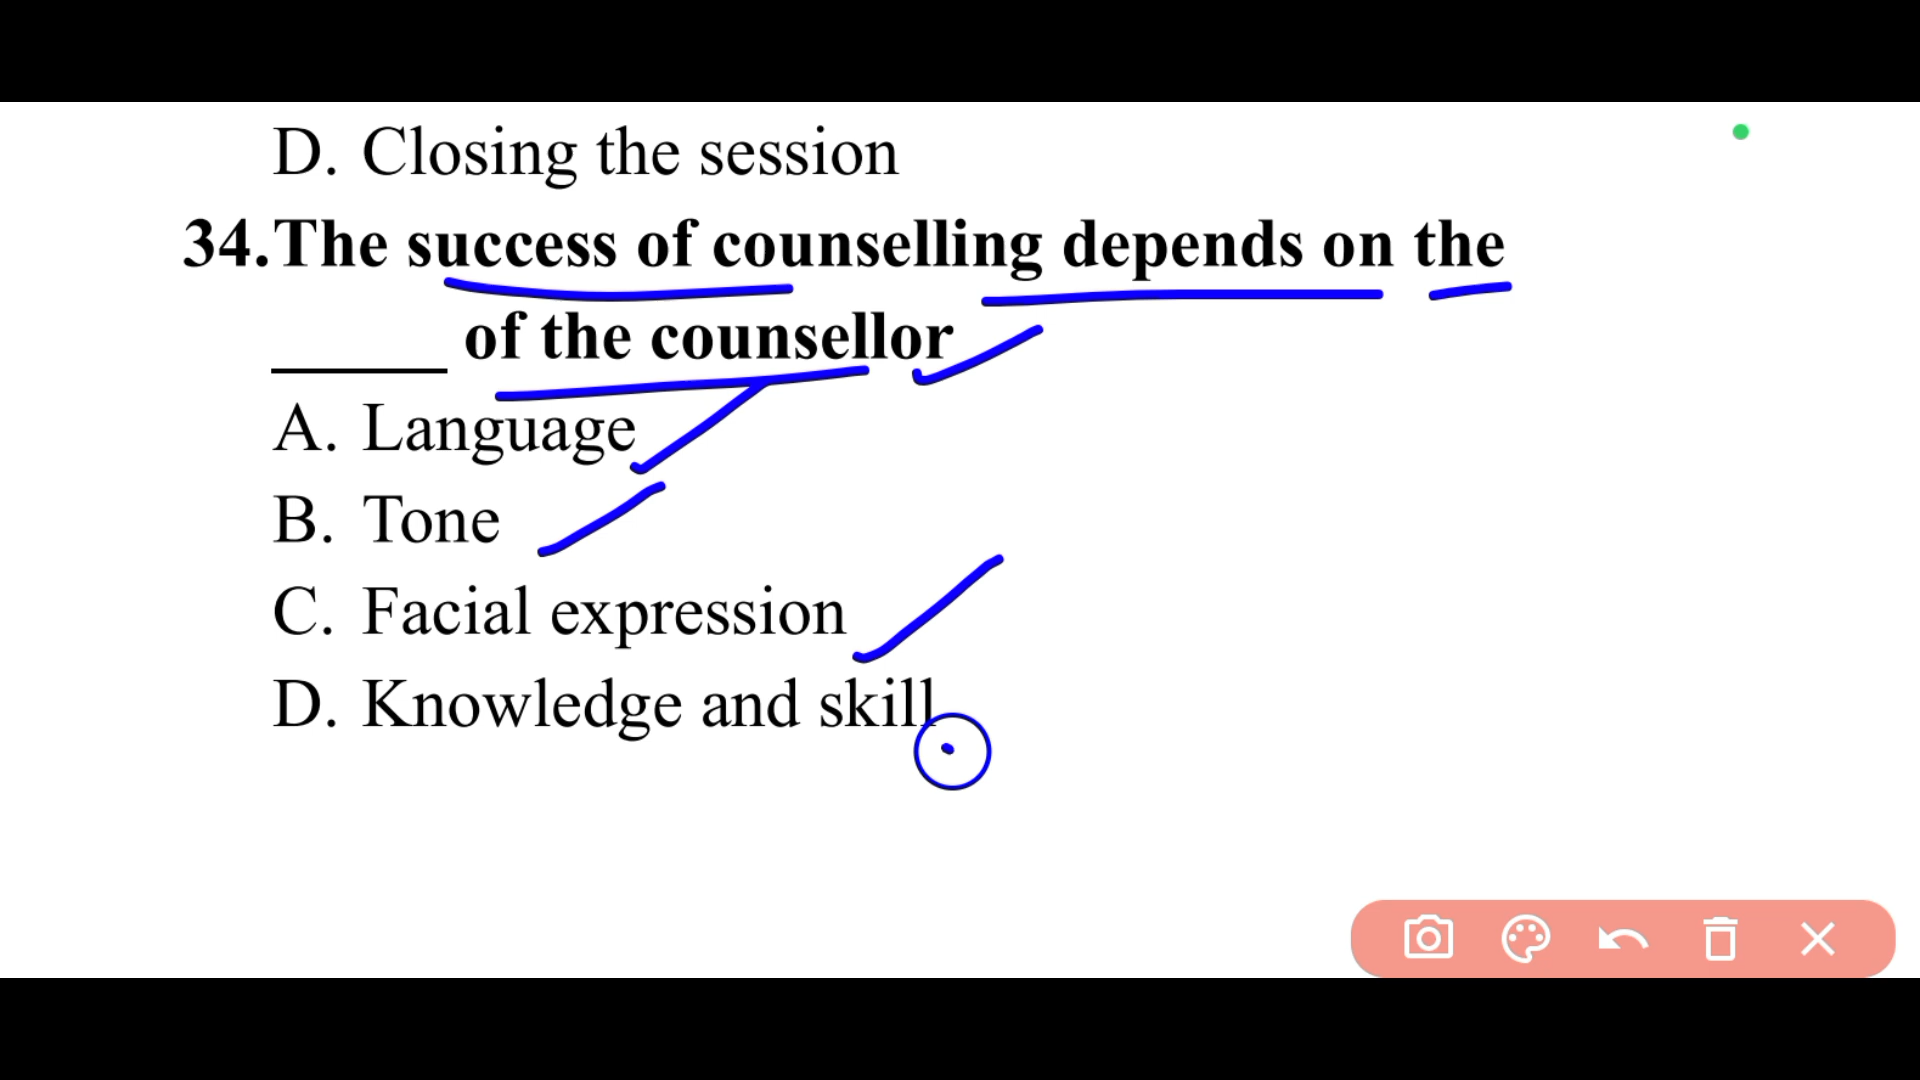 D. Closing the session
34. The success of counselling depends on the
______ of the counsellor
A. Language
B. Tone
C. Facial expression
D. Knowledge and skill